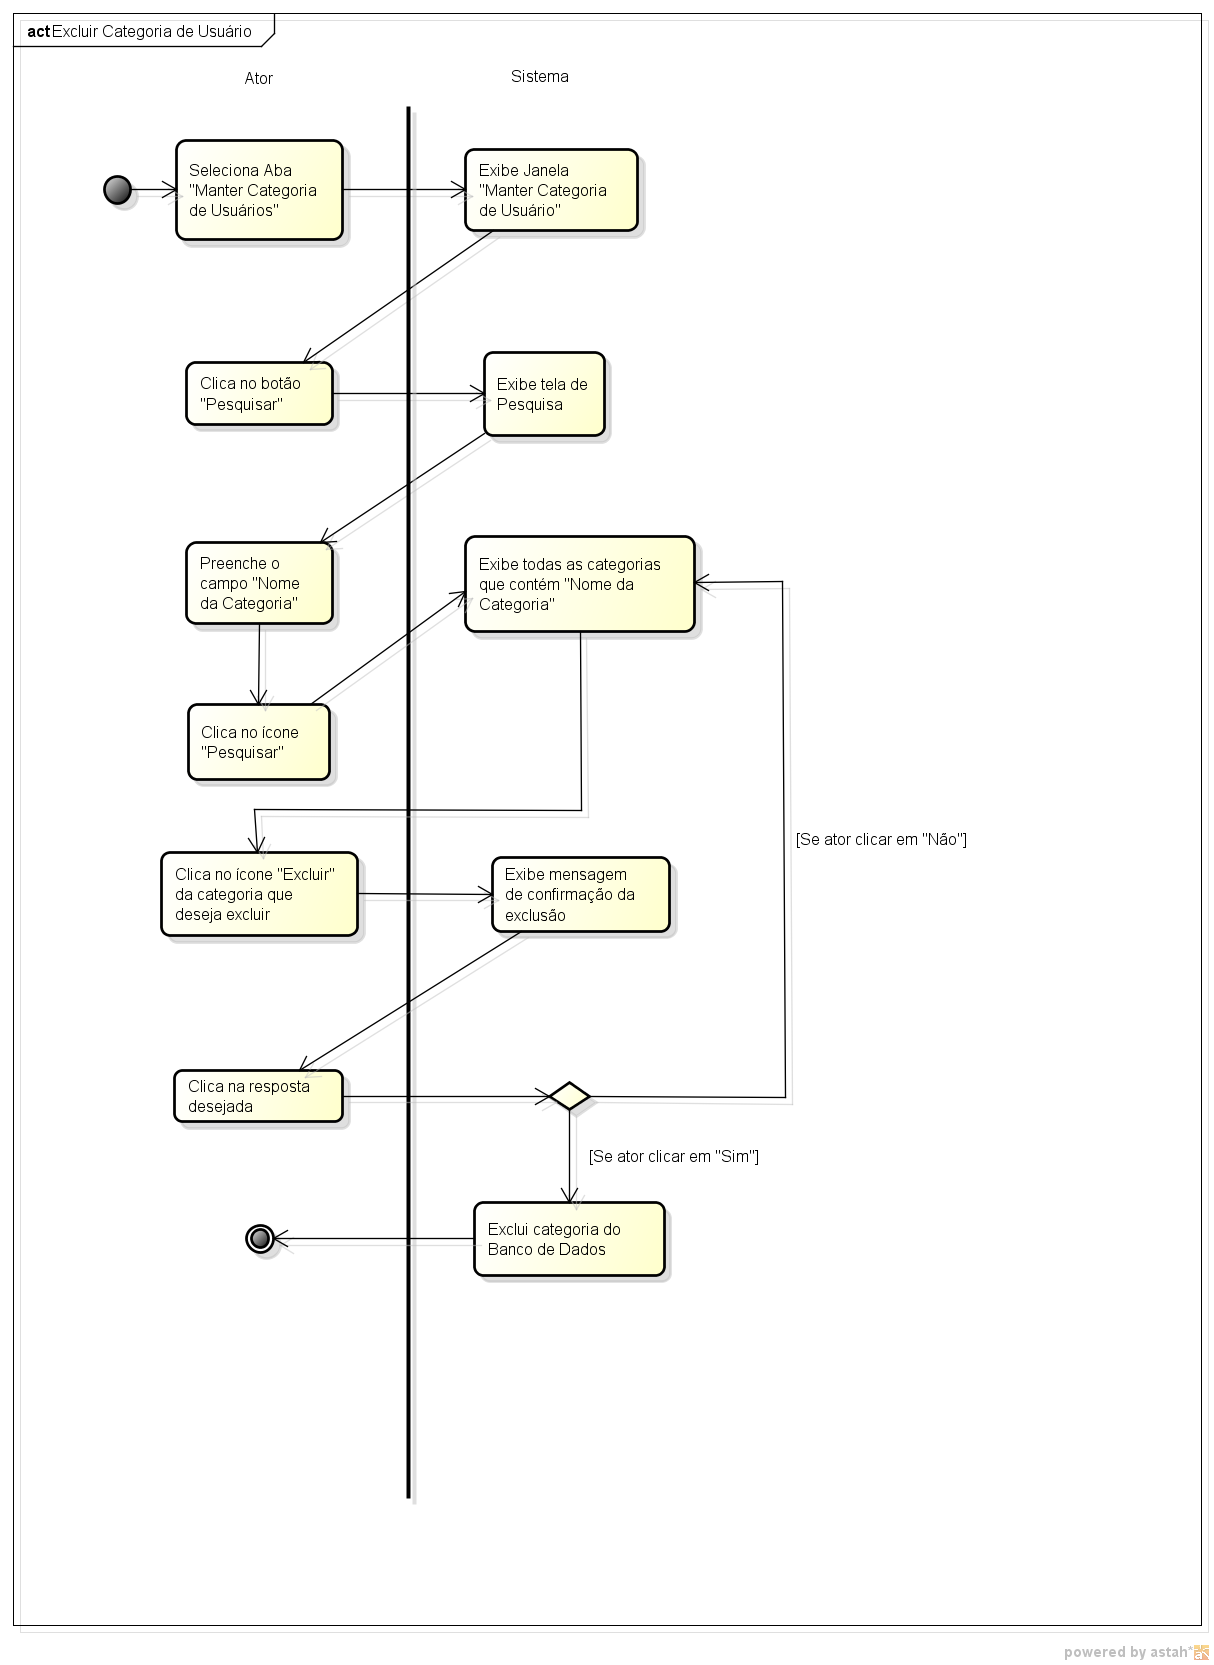 act Excluir Categoria de Usuário
Ator
Sistema
Seleciona Aba
"Manter Categoria
de Usuários"
Exibe Janela
"Manter Categoria
de Usuário"
Clica no botão
"Pesquisar"
Exibe tela de
Pesquisa
Preenche o
campo "Nome
da Categoria"
Exibe todas as categorias
que contém "Nome da
Categoria"
Clica no ícone
"Pesquisar"
[Se ator clicar em "Não"]
Clica no ícone "Excluir"
da categoria que
deseja excluir
Exibe mensagem
de confirmação da
exclusão
Clica na resposta
desejada
[Se ator clicar em "Sim"]
Exclui categoria do
Banco de Dados
powered by astah*